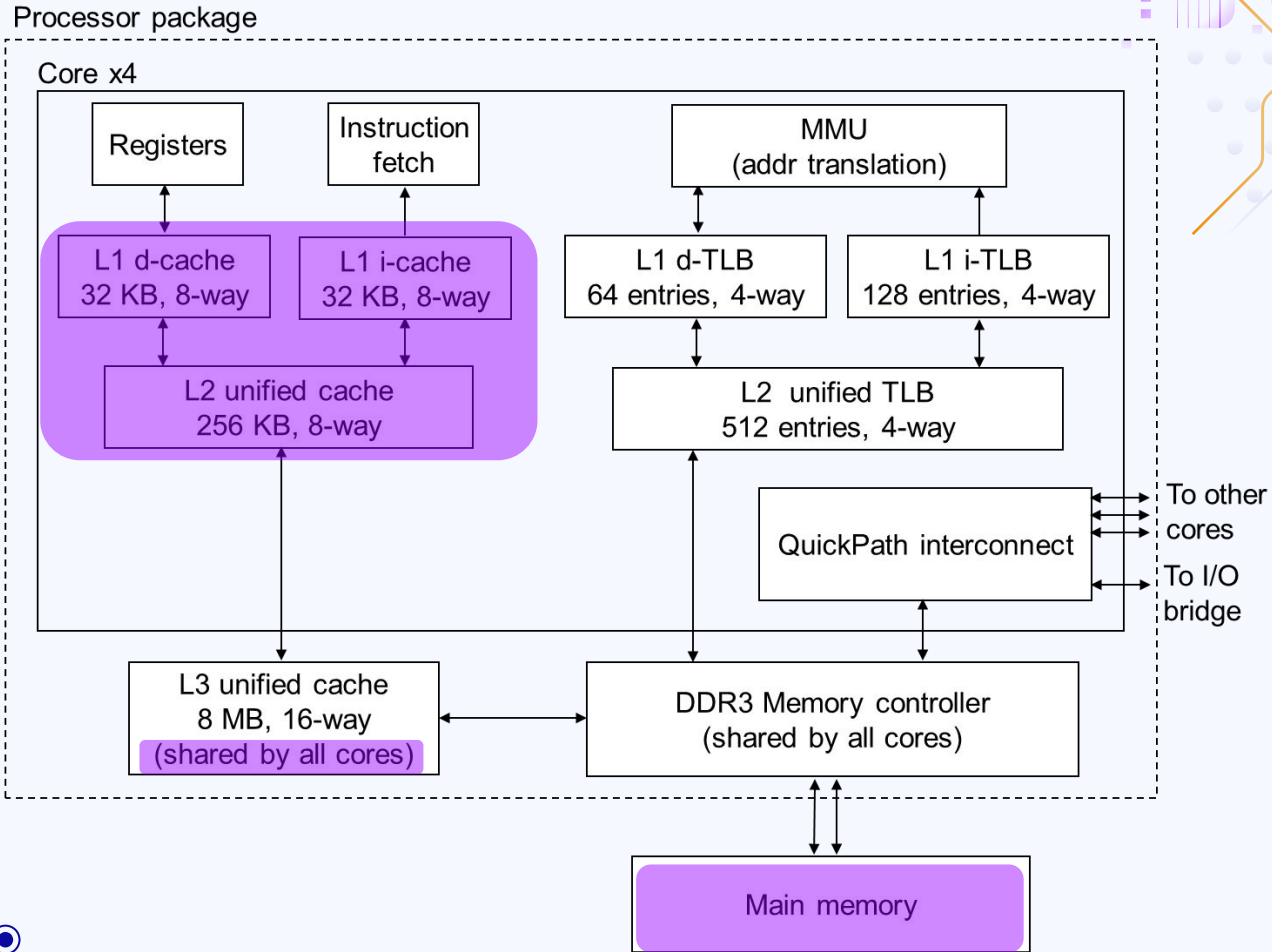 Processor package
Core x4
Registers
Instruction
fetch
MMU
(addr translation)
L1 d-cache
32 KB, 8-way
L1 i-cache
32 KB, 8-way
L1 d-TLB
64 entries, 4-way
L1 i-TLB
128 entries, 4-way
L2 unified cache
256 KB, 8-way
L2 unified TLB
512 entries, 4-way
QuickPath interconnect
To other
cores
To I/O
bridge
L3 unified cache
8 MB, 16-way
(shared by all cores)
DDR3 Memory controller
(shared by all cores)
Main memory